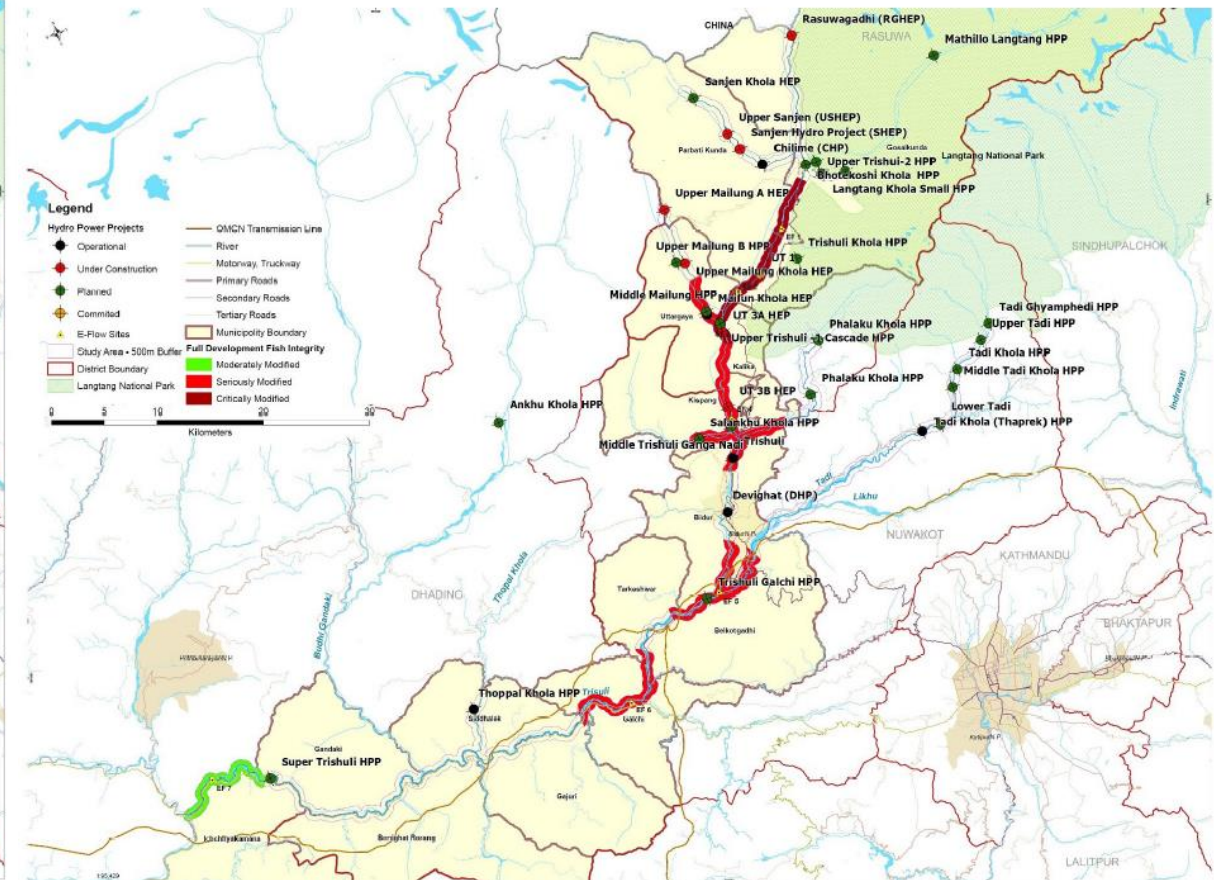 CHINA
Rasuwagadhi (RGHEP)
RASUWA
Mathillo Langtang HPP
Sanjen Khola HEP
Upper Sanjen (USHEP)
Sanjen Hydro Project (SHEP)
Parbati Kunda
Chilime (CHP)
Gosaikunda
Langtang National Park
Upper Trishui-2 HPP
Bhotekoshi Khola HPP
Langtang Khola Small HPP
Upper Mailung A HEP
Upper Mailung B HPP
Trishuli Khola HPP
UT 1
Upper Mailung Khola HEP
SINDHUPALCHOK
Middle Mailung HPP
Mailun Khola HEP
Uttargaya
UT 3A HEP
Upper Trishuli -1 Cascade HPP
Phalaku Khola HPP
Tadi Ghyamphedi HPP
Upper Tadi HPP
Tadi Khola HPP
Middle Tadi Khola HPP
Kalika
UT 3B HEP
Phalaku Khola HPP
Kispang
Indrawati
Ankhu Khola HPP
Lower Tadi
Salankhu Khola HPP
Tadi Khola (Thaprek) HPP
Middle Trishuli Ganga Nadi
Trishuli
Tadi
Likhu
Devighat (DHP)
Bidur
NUWAKOT
KATHMANDU
Thopal Khola
DHADING
Tarkeshwar
Trishuli Galchi HPP
Belkotgadhi
BHAKTAPUR
Budhi Gandaki
Thoppal Khola HPP
Trisuli
Siddhalek
EF 6
Galchi
Gandaki
Super Trishuli HPP
EF 7
Gajuri
Ichchhyakamana
Benighat Rorang
LALITPUR
Legend
Hydro Power Projects
Operational
Under Construction
Planned
Commited
E-Flow Sites
Study Area - 500m Buffer
District Boundary
Langtang National Park
River
Motorway, Truckway
Primary Roads
Secondary Roads
Tertiary Roads
Municipality Boundary
Full Development Fish Integrity
Moderately Modified
Seriously Modified
Critically Modified
0 5 10 20 30
Kilometers